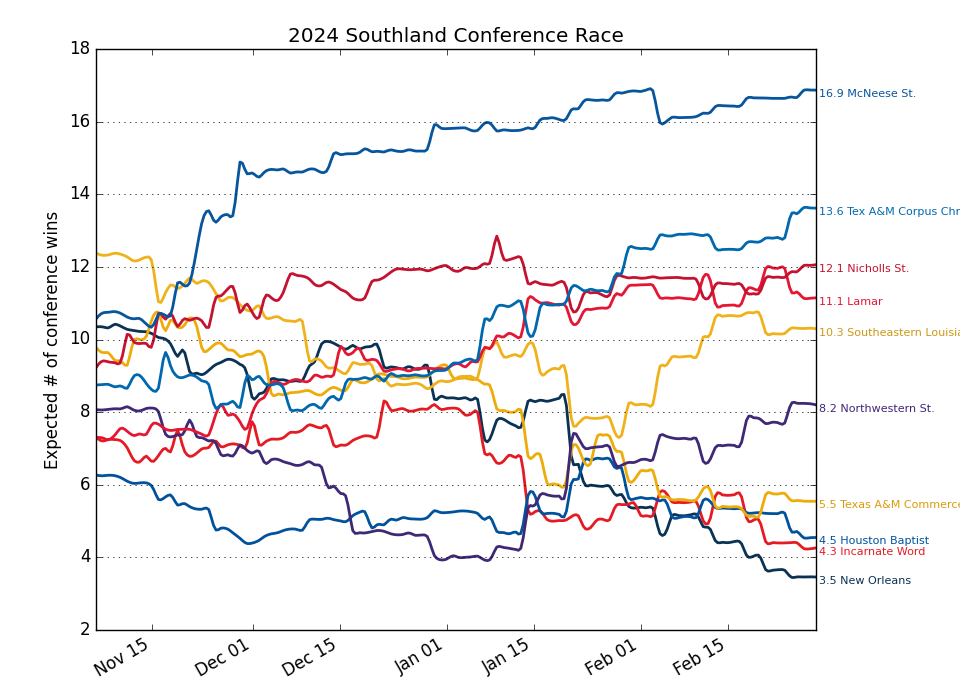 2024 Southland Conference Race
Expected # of conference wins
18
16
14
12
10
8
6
4
2
Nov 15
Dec 01
Dec 15
Jan 01
Jan 15
Feb 01
Feb 15
16.9 McNeese St.
13.6 Tex A&M Corpus Chr
12.1 Nicholls St.
11.1 Lamar
10.3 Southeastern Louisia
8.2 Northwestern St.
5.5 Texas A&M Commerce
4.5 Houston Baptist
4.3 Incarnate Word
3.5 New Orleans